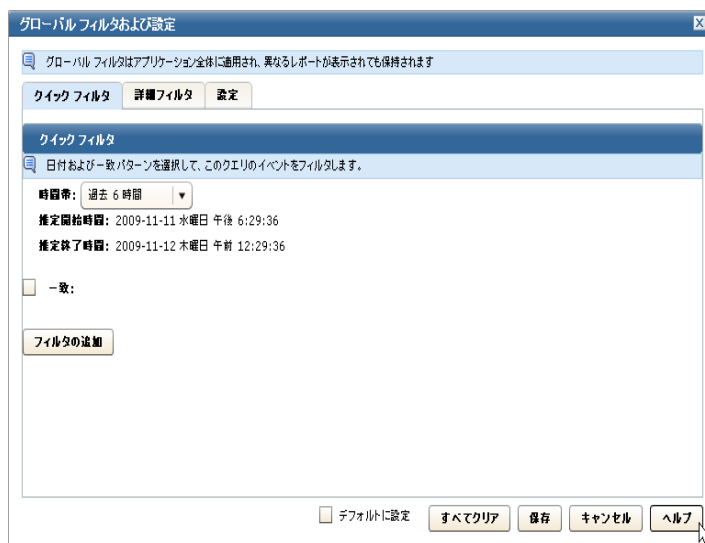 グローバル フィルタおよび設定
グローバル フィルタはアプリケーション全体に適用され、異なるレポートが表示されても保持されます
クイック フィルタ 詳細フィルタ 設定
クイック フィルタ
日付および一致パターンを選択して、このクエリのイベントをフィルタします。
時間帯: 過去 6 時間
推定開始時間: 2009-11-11 水曜日 午後 6:29:36
推定終了時間: 2009-11-12 木曜日 午前 12:29:36
一致:
フィルタの追加
デフォルトに設定 すべてクリア 保存 キャンセル ヘルプ